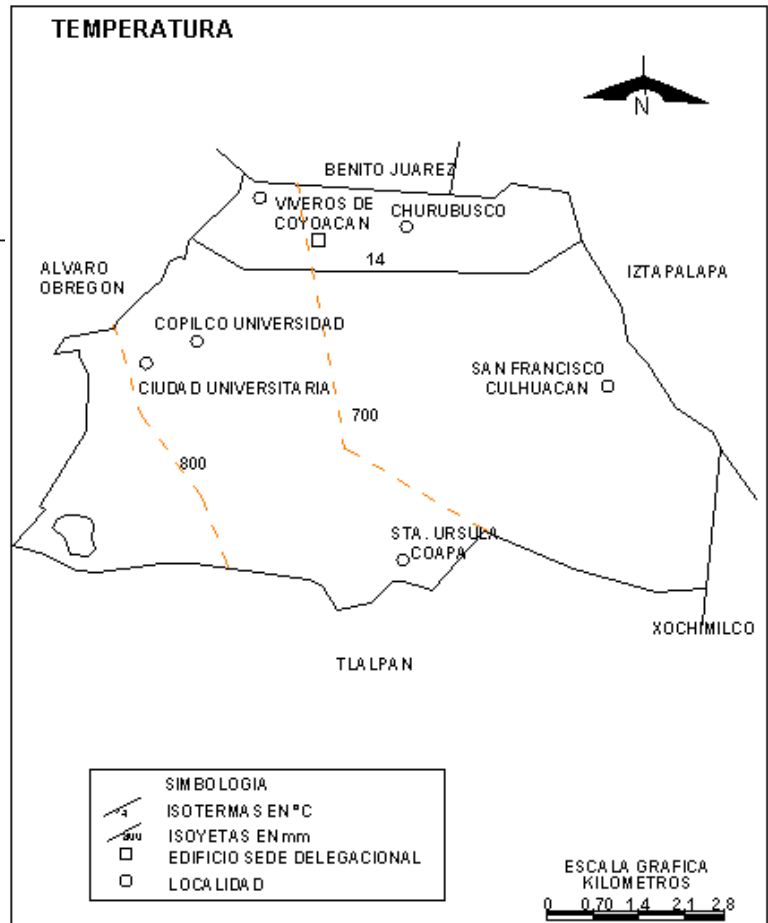 TEMPERATURA
N
BENITO JUAREZ
VIVEROS DE
COYOACAN
CHURUBUSCO
14
ALVARO
OBREGON
IZTAPALAPA
COPILCO UNIVERSIDAD
CIUDAD UNIVERSITARIA
SAN FRANCISCO
CULHUACAN
700
800
STA. URSULA
COAPA
XOCHIMILCO
TLALPAN
SIMBOLOGIA
ISOTERMAS EN °C
ISOYETAS EN mm
EDIFICIO SEDE DELEGACIONAL
LOCALIDAD
ESCALA GRAFICA
KILOMETROS
0 0,70 1,4 2,1 2,8